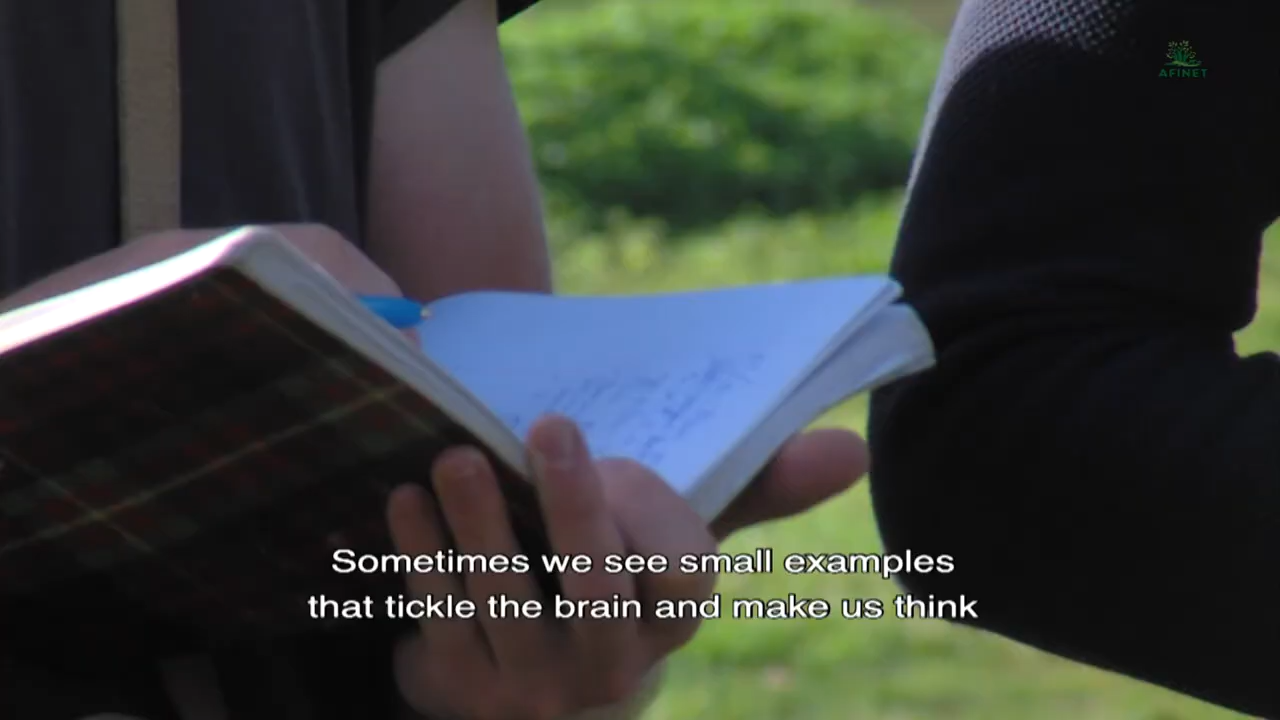 AFINET
Sometimes we see small examples
that tickle the brain and make us think